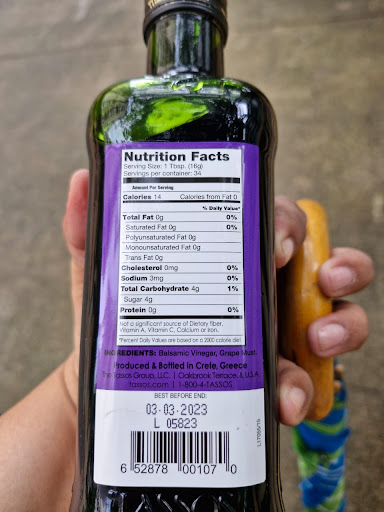 Nutrition Facts
Serving Size: 1 Tbsp. (16g)
Servings per container: 34
Amount Per Serving
Calories 14 Calories from Fat 0
% Daily Value*
Total Fat 0g 0%
Saturated Fat 0g 0%
Polyunsaturated Fat 0g
Monounsaturated Fat 0g
Trans Fat 0g
Cholesterol 0mg 0%
Sodium 3mg 0%
Total Carbohydrate 4g 1%
Sugar 4g
Protein 0g 0%
Not a significant source of Dietary fiber,
Vitamin A, Vitamin C, Calcium or iron.
*Percent Daily Values are based on a 2000 calorie diet
INGREDIENTS: Balsamic Vinegar, Grape Must.
Produced & Bottled in Crete, Greece
The Tassos Group, LLC. | Oakbrook Terrace, IL U.S.A.
tassos.com | 1-800-4-TASSOS
BEST BEFORE END:
03·03·2023
L 05823
6 52878 00107 0
TASSOS